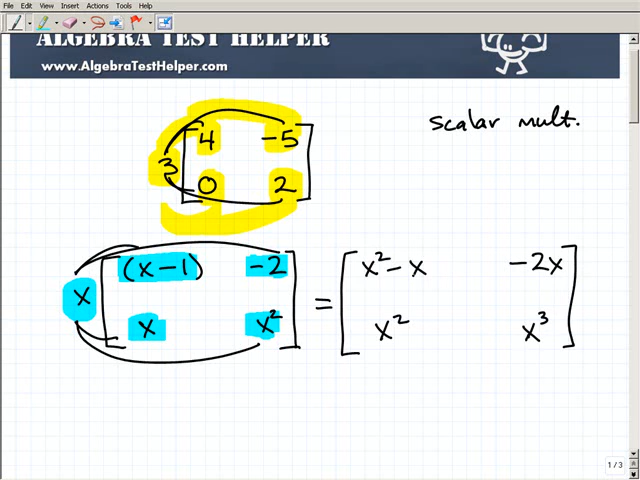 File Edit View Insert Actions Tools Help
ALGEBRA TEST HELPER
www.AlgebraTestHelper.com
scalar mult.
3 [4 -5
0 2]
x [(x-1) -2
x x²] = [x²-x -2x
x² x³]
1/3